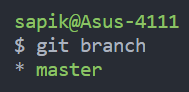 sapik@Asus-4111
$ git branch
* master